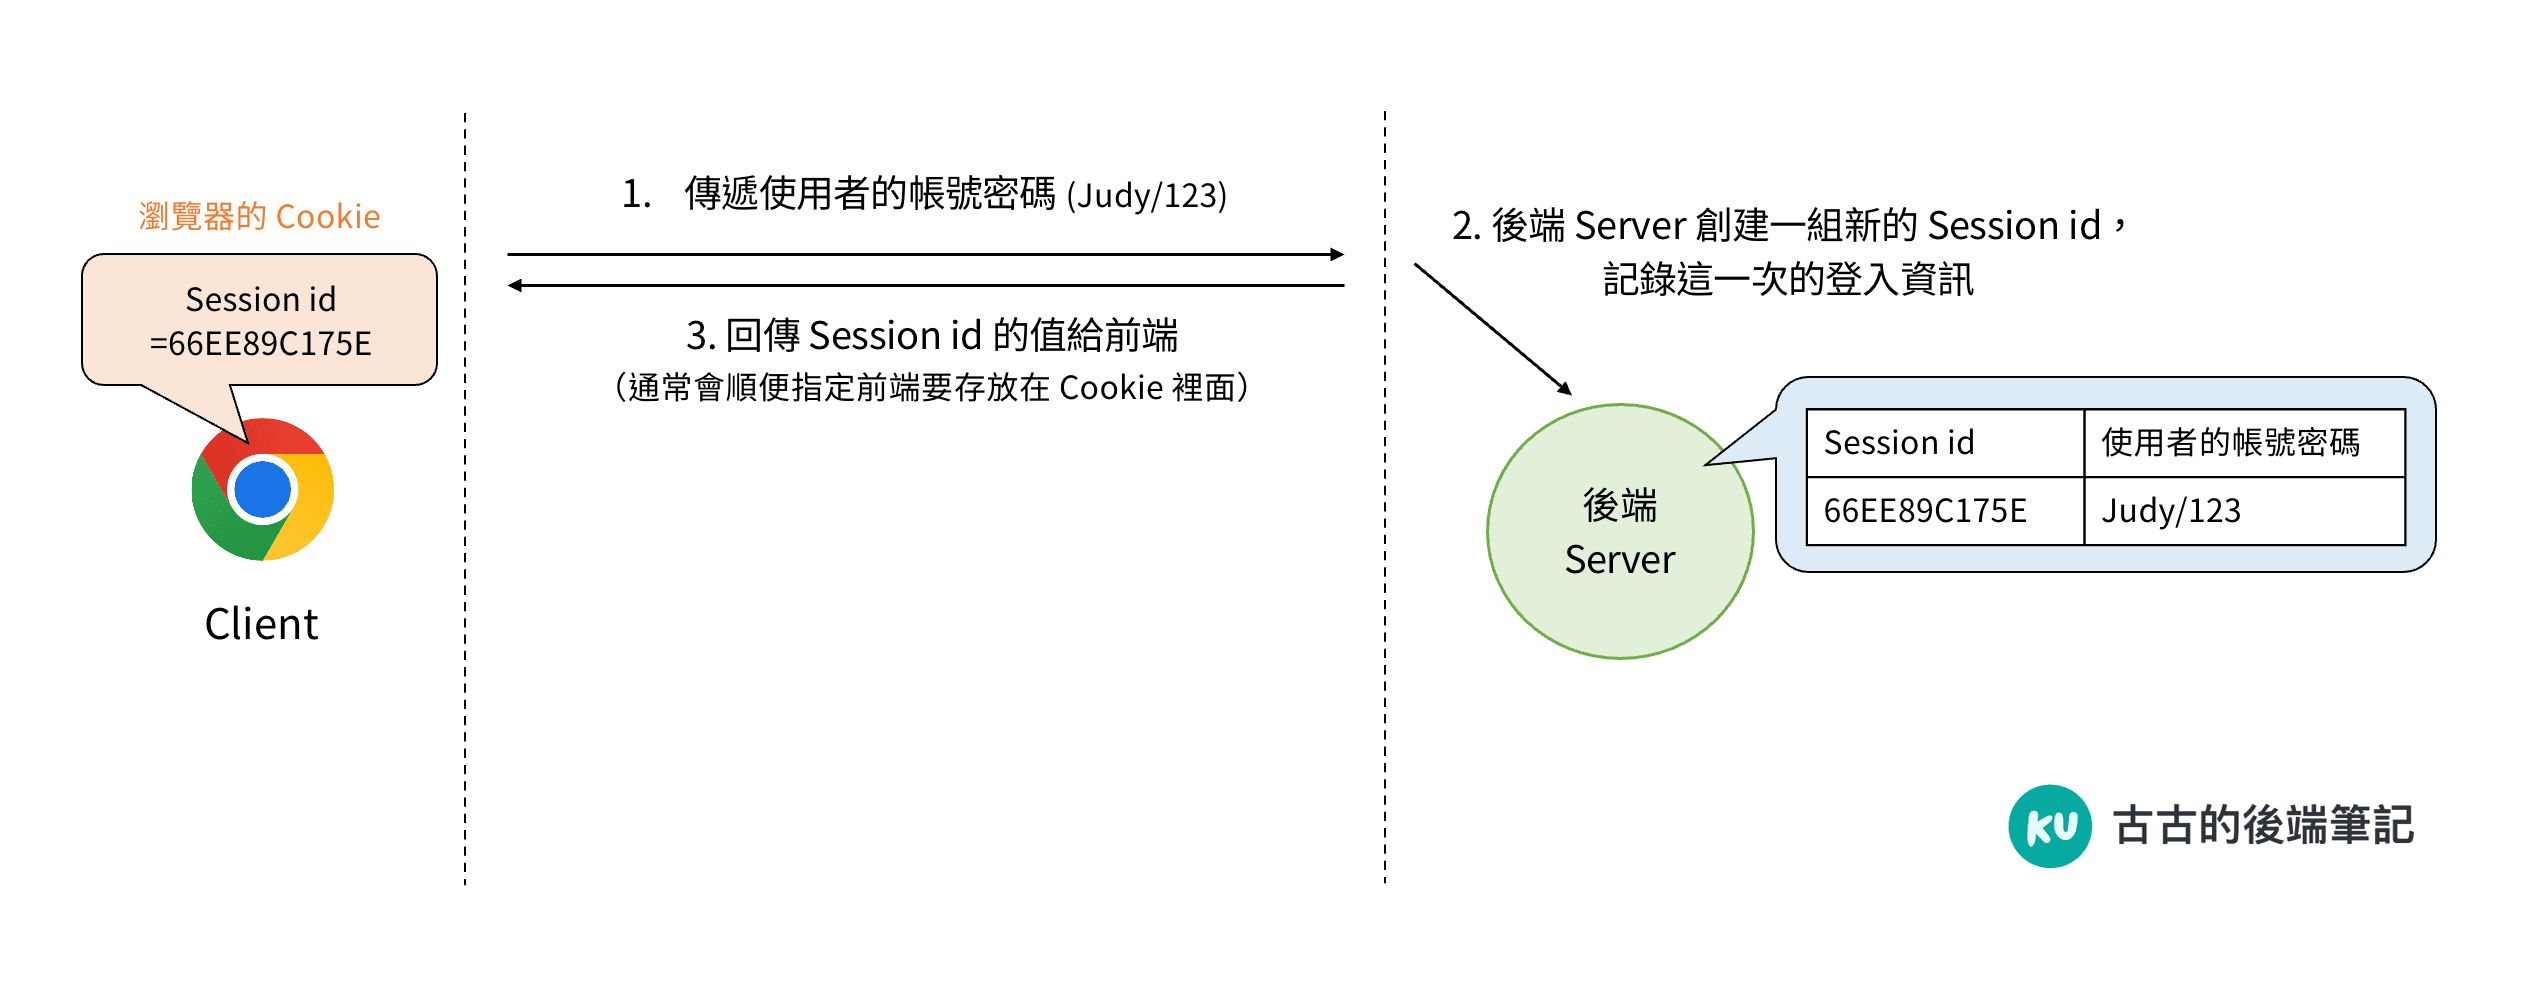 瀏覽器的 Cookie
Session id
=66EE89C175E
Client
1. 傳遞使用者的帳號密碼 (Judy/123)
3. 回傳 Session id 的值給前端
（通常會順便指定前端要存放在 Cookie 裡面）
2. 後端 Server 創建一組新的 Session id，
記錄這一次的登入資訊
後端
Server
Session id 使用者的帳號密碼
66EE89C175E Judy/123
KU 古古的後端筆記